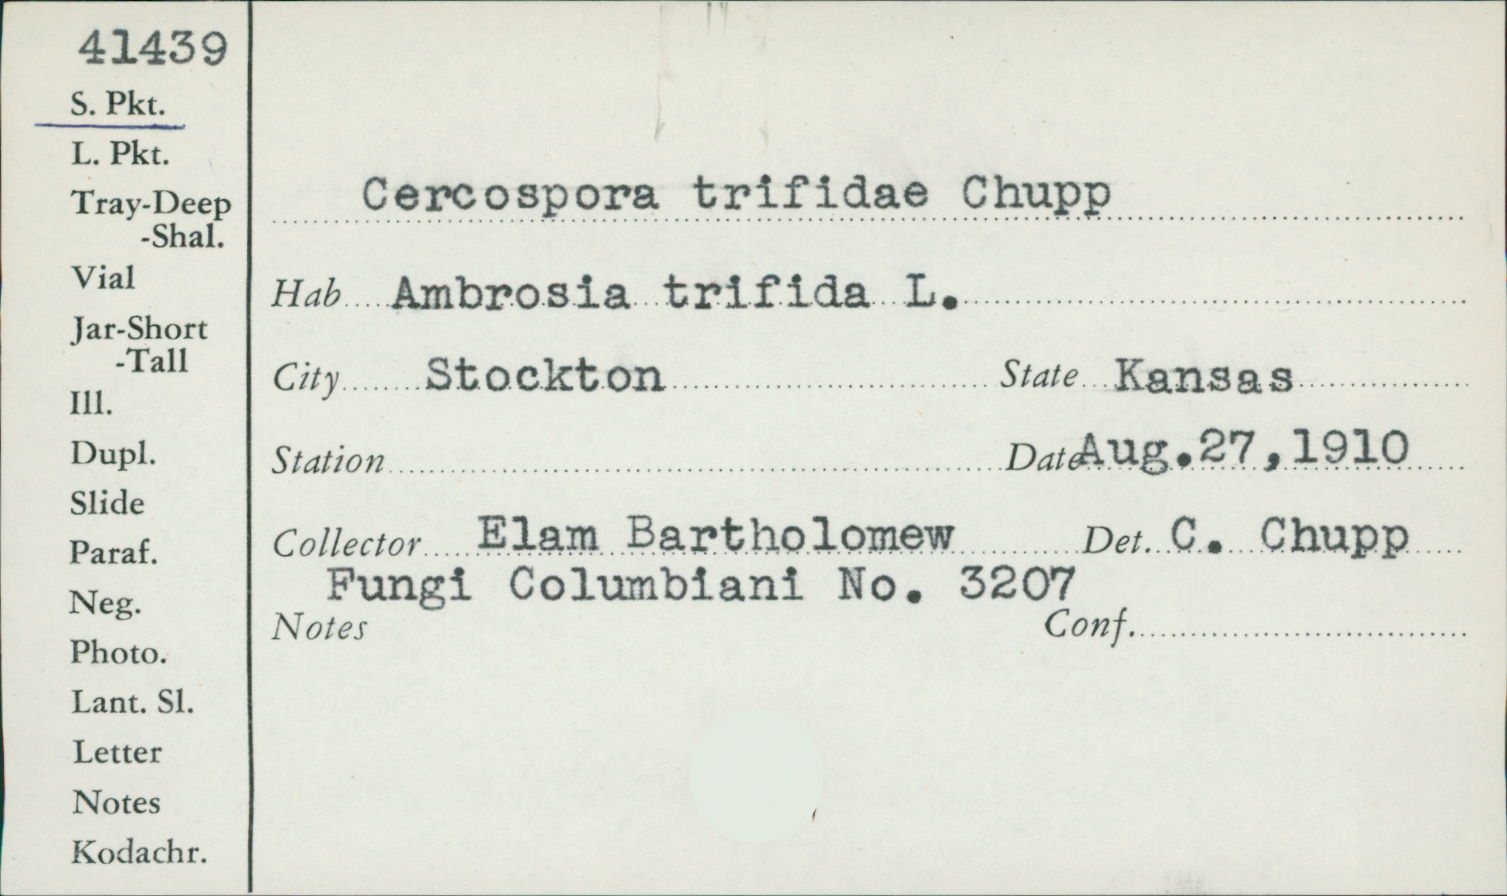 41439
S. Pkt.
L. Pkt.
Tray-Deep
-Shal.
Vial
Jar-Short
-Tall
Ill.
Dupl.
Slide
Paraf.
Neg.
Photo.
Lant. Sl.
Letter
Notes
Kodachr.
Cercospora trifidae Chupp
Hab Ambrosia trifida L.
City Stockton State Kansas
Station Date Aug.27,1910
Collector Elam Bartholomew Det. C. Chupp
Fungi Columbiani No. 3207
Notes Conf.